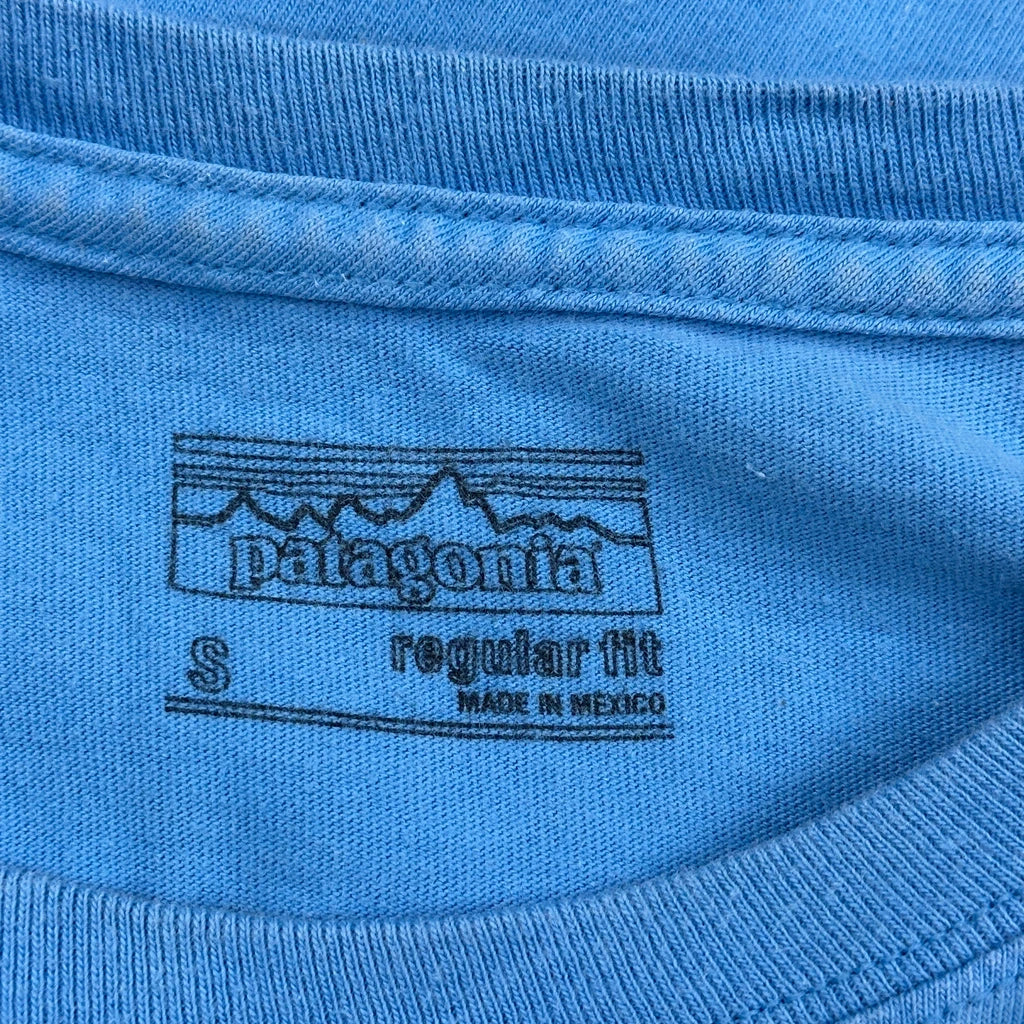 patagonia
S regular fit
MADE IN MEXICO